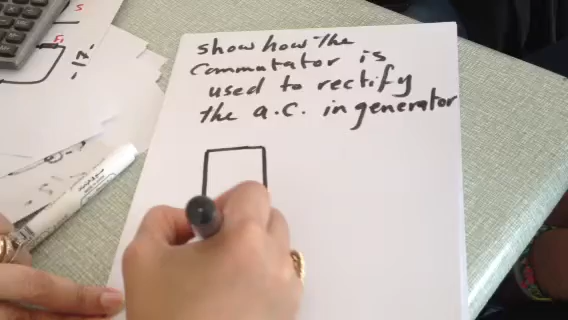 show how the
Commutator is
used to rectify
the a.c. in generator
S